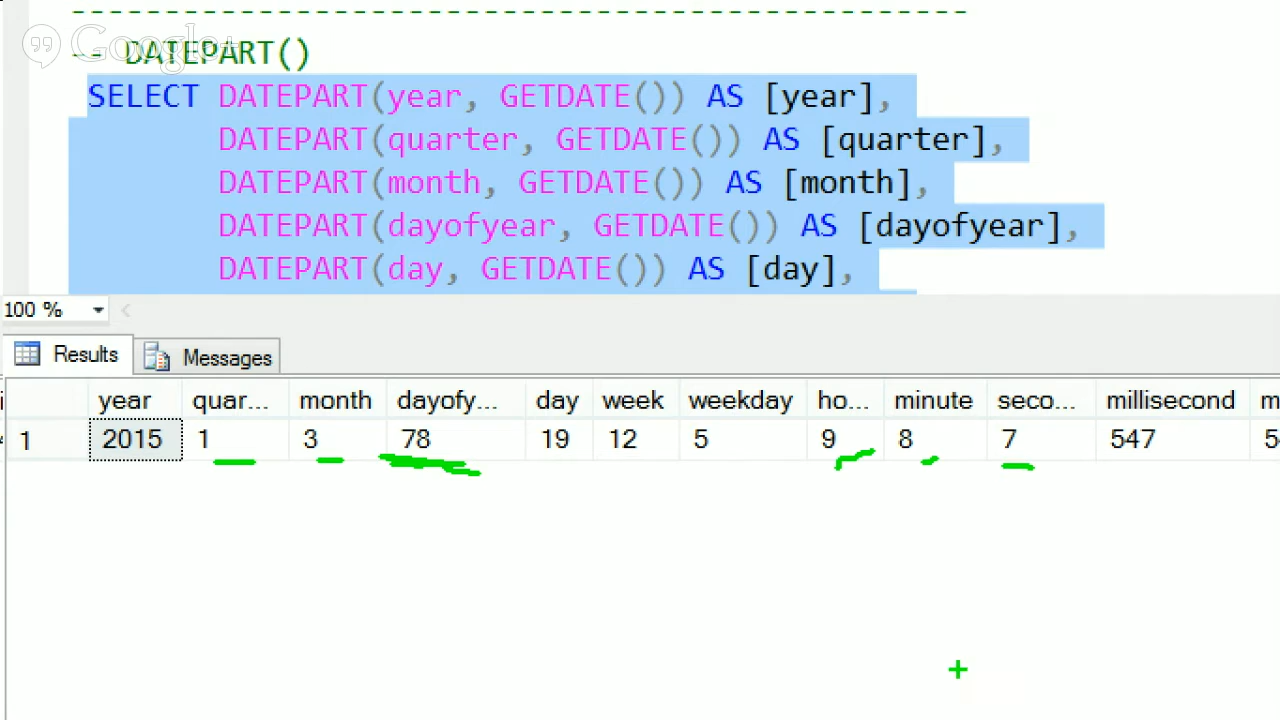 Google+
---------------------------------------------
-- DATEPART()
SELECT DATEPART(year, GETDATE()) AS [year],
DATEPART(quarter, GETDATE()) AS [quarter],
DATEPART(month, GETDATE()) AS [month],
DATEPART(dayofyear, GETDATE()) AS [dayofyear],
DATEPART(day, GETDATE()) AS [day],
100 %
Results Messages
year quar... month dayofy... day week weekday ho... minute seco... millisecond
1 2015 1 3 78 19 12 5 9 8 7 547